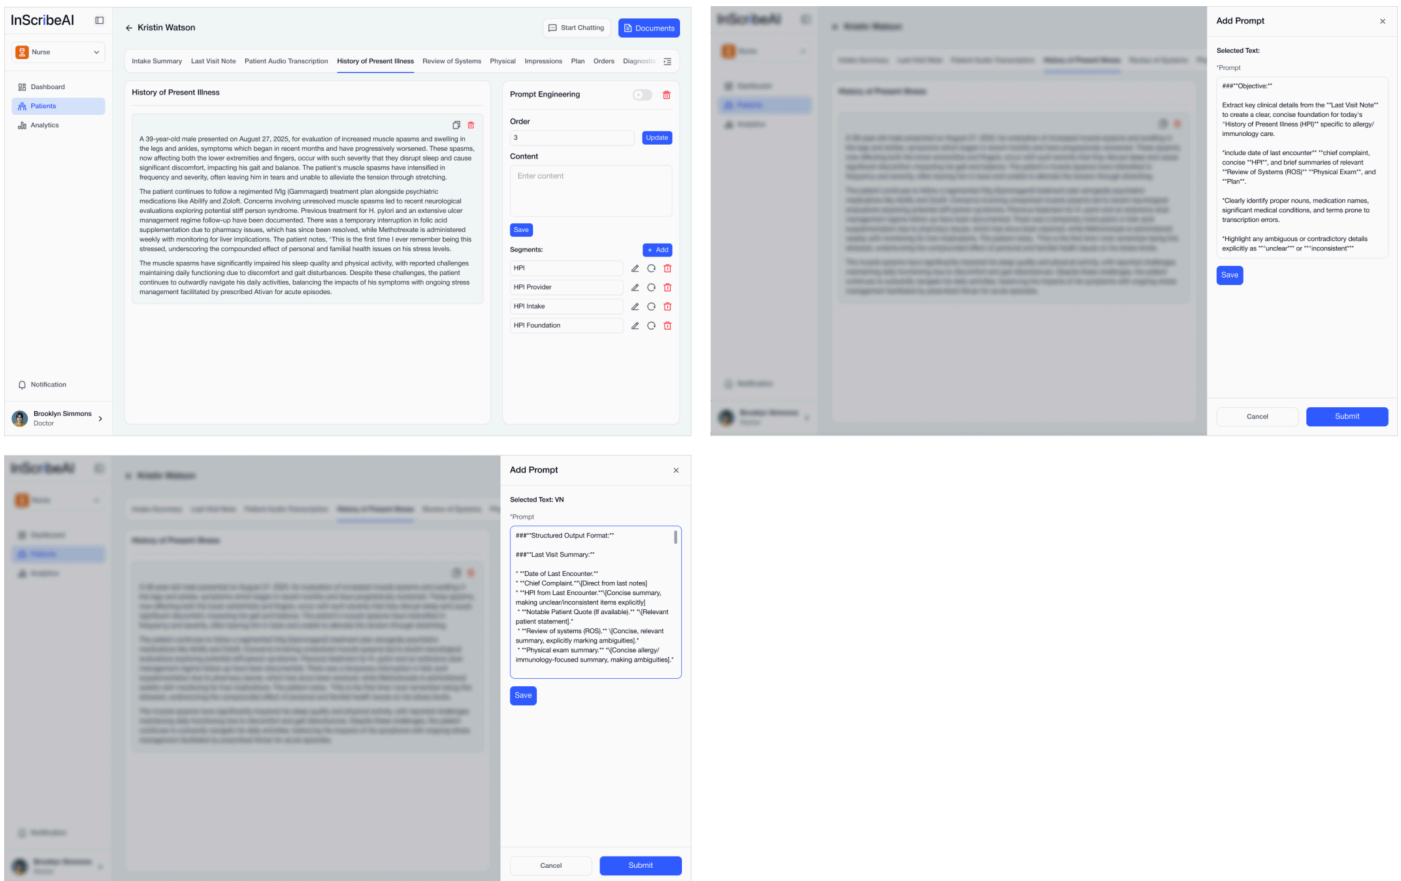 InScribeAI
Nurse
Dashboard
Patients
Analytics
Notification
Brooklyn Simmons
Doctor
Kristin Watson
Start Chatting
Documents
Intake Summary Last Visit Note Patient Audio Transcription History of Present Illness Review of Systems Physical Impressions Plan Orders Diagnostic
History of Present Illness
A 39-year-old male presented on August 27, 2025, for evaluation of increased muscle spasms and swelling in
the legs and ankles, symptoms which began in recent months and have progressively worsened. These spasms,
now affecting both the lower extremities and fingers, occur with such severity that they disrupt sleep and cause
significant discomfort, impacting his gait and balance. The patient's muscle spasms have intensified in
frequency and severity, often leaving him in tears and unable to alleviate the tension through stretching.
The patient continues to follow a regimented IVIg (Gammagard) treatment plan alongside psychiatric
medications like Abilify and Zoloft. Concerns involving unresolved muscle spasms led to recent neurological
evaluations exploring potential stiff person syndrome. Previous treatment for H. pylori and an extensive ulcer
management regime follow-up have been documented. There was a temporary interruption in folic acid
supplementation due to pharmacy issues, which has since been resolved, while Methotrexate is administered
weekly with monitoring for liver implications. The patient notes, 'This is the first time I ever remember being this
stressed, underscoring the compounded effect of personal and familial health issues on his stress levels.
The muscle spasms have significantly impaired his sleep quality and physical activity, with reported challenges
maintaining daily functioning due to discomfort and gait disturbances. Despite these challenges, the patient
continues to outwardly navigate his daily activities, balancing the impacts of his symptoms with ongoing stress
management facilitated by prescribed Ativan for acute episodes.
Prompt Engineering
Order
3
Update
Content
Enter content
Save
Segments:
+ Add
HPI
HPI Provider
HPI Intake
HPI Foundation
Add Prompt
Selected Text:
*Prompt
###"Objective:"
Extract key clinical details from the "Last Visit Note"
to create a clear, concise foundation for today's
"History of Present Illness (HPI)" specific to allergy/
immunology care.
*include date of last encounter" "chief complaint,
concise "HPI", and brief summaries of relevant
"Review of Systems (ROS)" "Physical Exam", and
"Plan".
*Clearly identify proper nouns, medication names,
significant medical conditions, and terms prone to
transcription errors.
*Highlight any ambiguous or contradictory details
explicitly as ""'unclear"'" or ""'inconsistent"'"
Save
Cancel
Submit
Add Prompt
Selected Text: VN
*Prompt
###""Structured Output Format:"
###""Last Visit Summary:"
* "Date of Last Encounter."
* "Chief Complaint."\[Direct from last notes]
* "HPI from Last Encounter."\[Concise summary,
making unclear/inconsistent items explicitly]
* "Notable Patient Quote (If available)." "\[Relevant
patient statement]."
* "Review of systems (ROS)." \[Concise, relevant
summary, explicitly marking ambiguities]."
* "Physical exam summary." "\[Concise allergy/
immunology-focused summary, making ambiguities]."
Save
Cancel
Submit